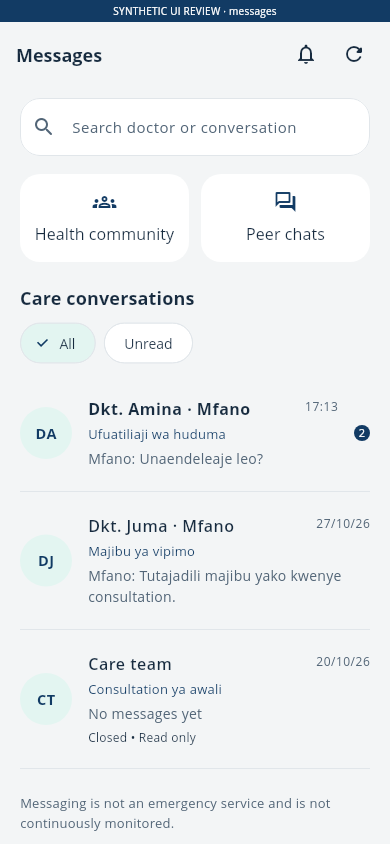 SYNTHETIC UI REVIEW · messages
Messages
Search doctor or conversation
Health community
Peer chats
Care conversations
All
Unread
DA
Dkt. Amina · Mfano
17:13
Ufuatiliaji wa huduma
2
Mfano: Unaendeleaje leo?
DJ
Dkt. Juma · Mfano
27/10/26
Majibu ya vipimo
Mfano: Tutajadili majibu yako kwenye
consultation.
CT
Care team
20/10/26
Consultation ya awali
No messages yet
Closed • Read only
Messaging is not an emergency service and is not
continuously monitored.